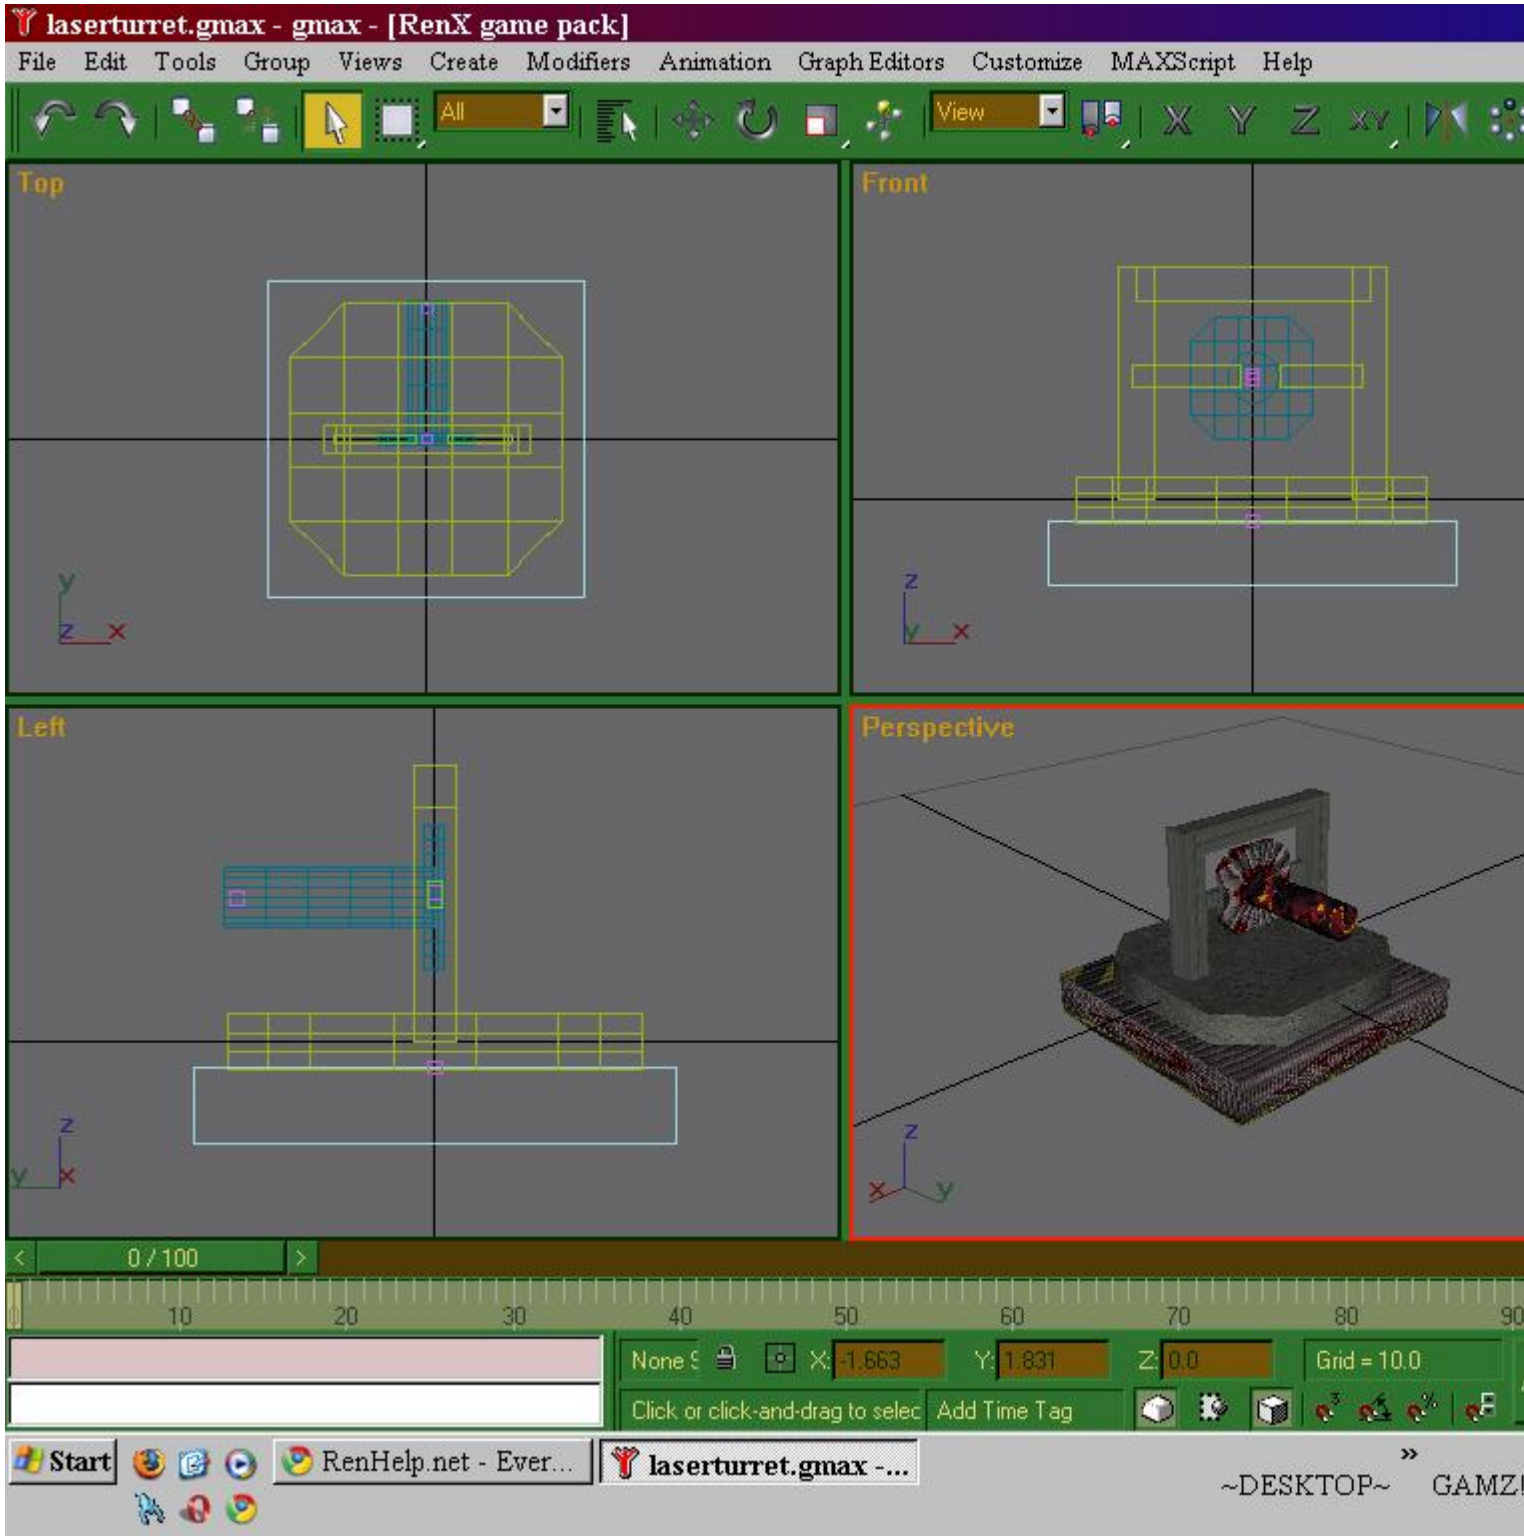 laserturret.gmax - gmax - [RenX game pack]
File Edit Tools Group Views Create Modifiers Animation Graph Editors Customize MAXScript Help
All View X Y Z XY
Top
Front
y
z x
z
y x
Left
Perspective
z
y x
z
x y
< 0 / 100 >
0 10 20 30 40 50 60 70 80 90
None S X: -1.663 Y: 1.831 Z: 0.0 Grid = 10.0
Click or click-and-drag to selec Add Time Tag
Start RenHelp.net - Ever... laserturret.gmax -... » ~DESKTOP~ GAMZ!